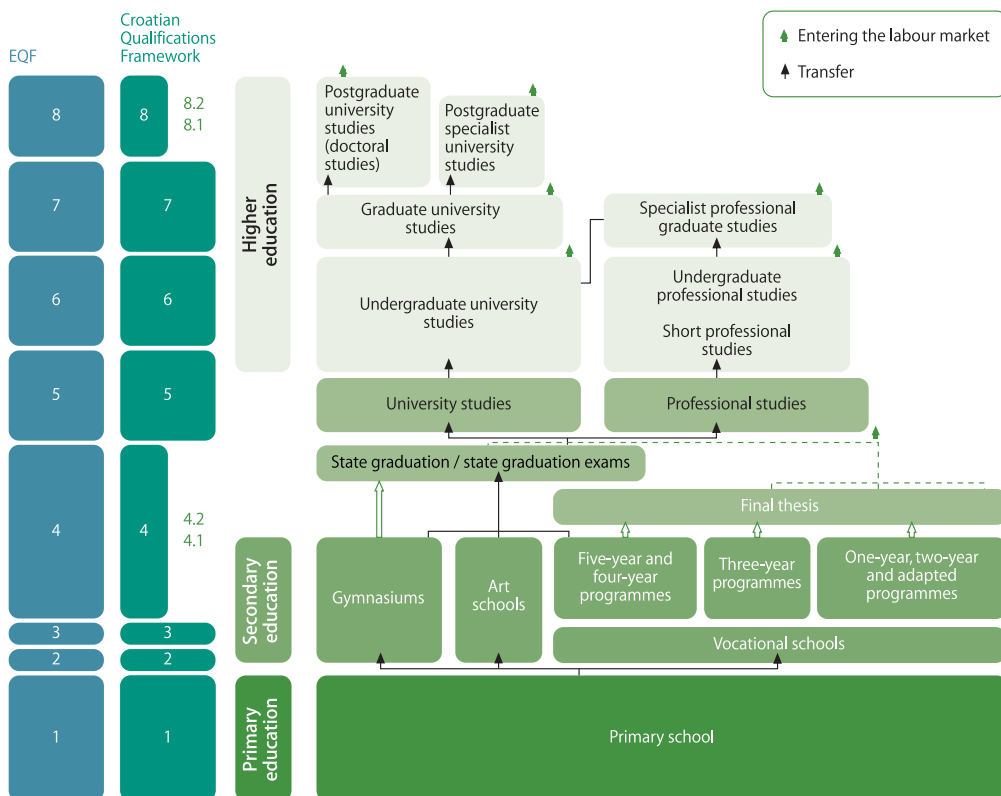 EQF
Croatian
Qualifications
Framework
Entering the labour market
Transfer
8
8
8.2
8.1
7
7
6
6
5
5
4
4
4.2
4.1
3
3
2
2
1
1
Higher
education
Secondary
education
Primary
education
Postgraduate
university
studies
(doctoral
studies)
Postgraduate
specialist
university
studies
Graduate university
studies
Specialist professional
graduate studies
Undergraduate university
studies
Undergraduate
professional studies
Short professional
studies
University studies
Professional studies
State graduation / state graduation exams
Final thesis
Gymnasiums
Art
schools
Five-year and
four-year
programmes
Three-year
programmes
One-year, two-year
and adapted
programmes
Vocational schools
Primary school